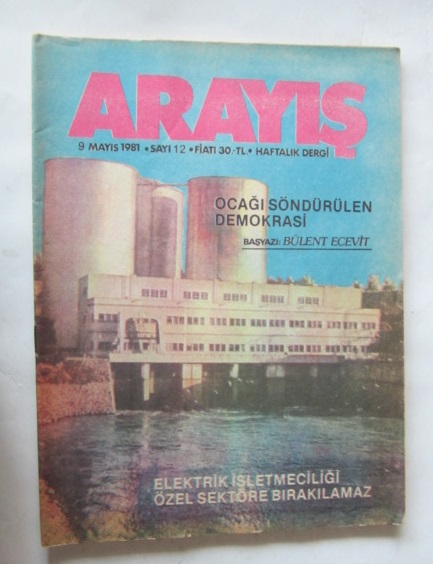 ARAYIŞ
9 MAYIS 1981 • SAYI 12 • FİATI 30.-TL. • HAFTALIK DERGİ
OCAĞI SÖNDÜRÜLEN
DEMOKRASİ
BAŞYAZI: BÜLENT ECEVİT
ELEKTRİK İŞLETMECİLİĞİ
ÖZEL SEKTÖRE BIRAKILAMAZ